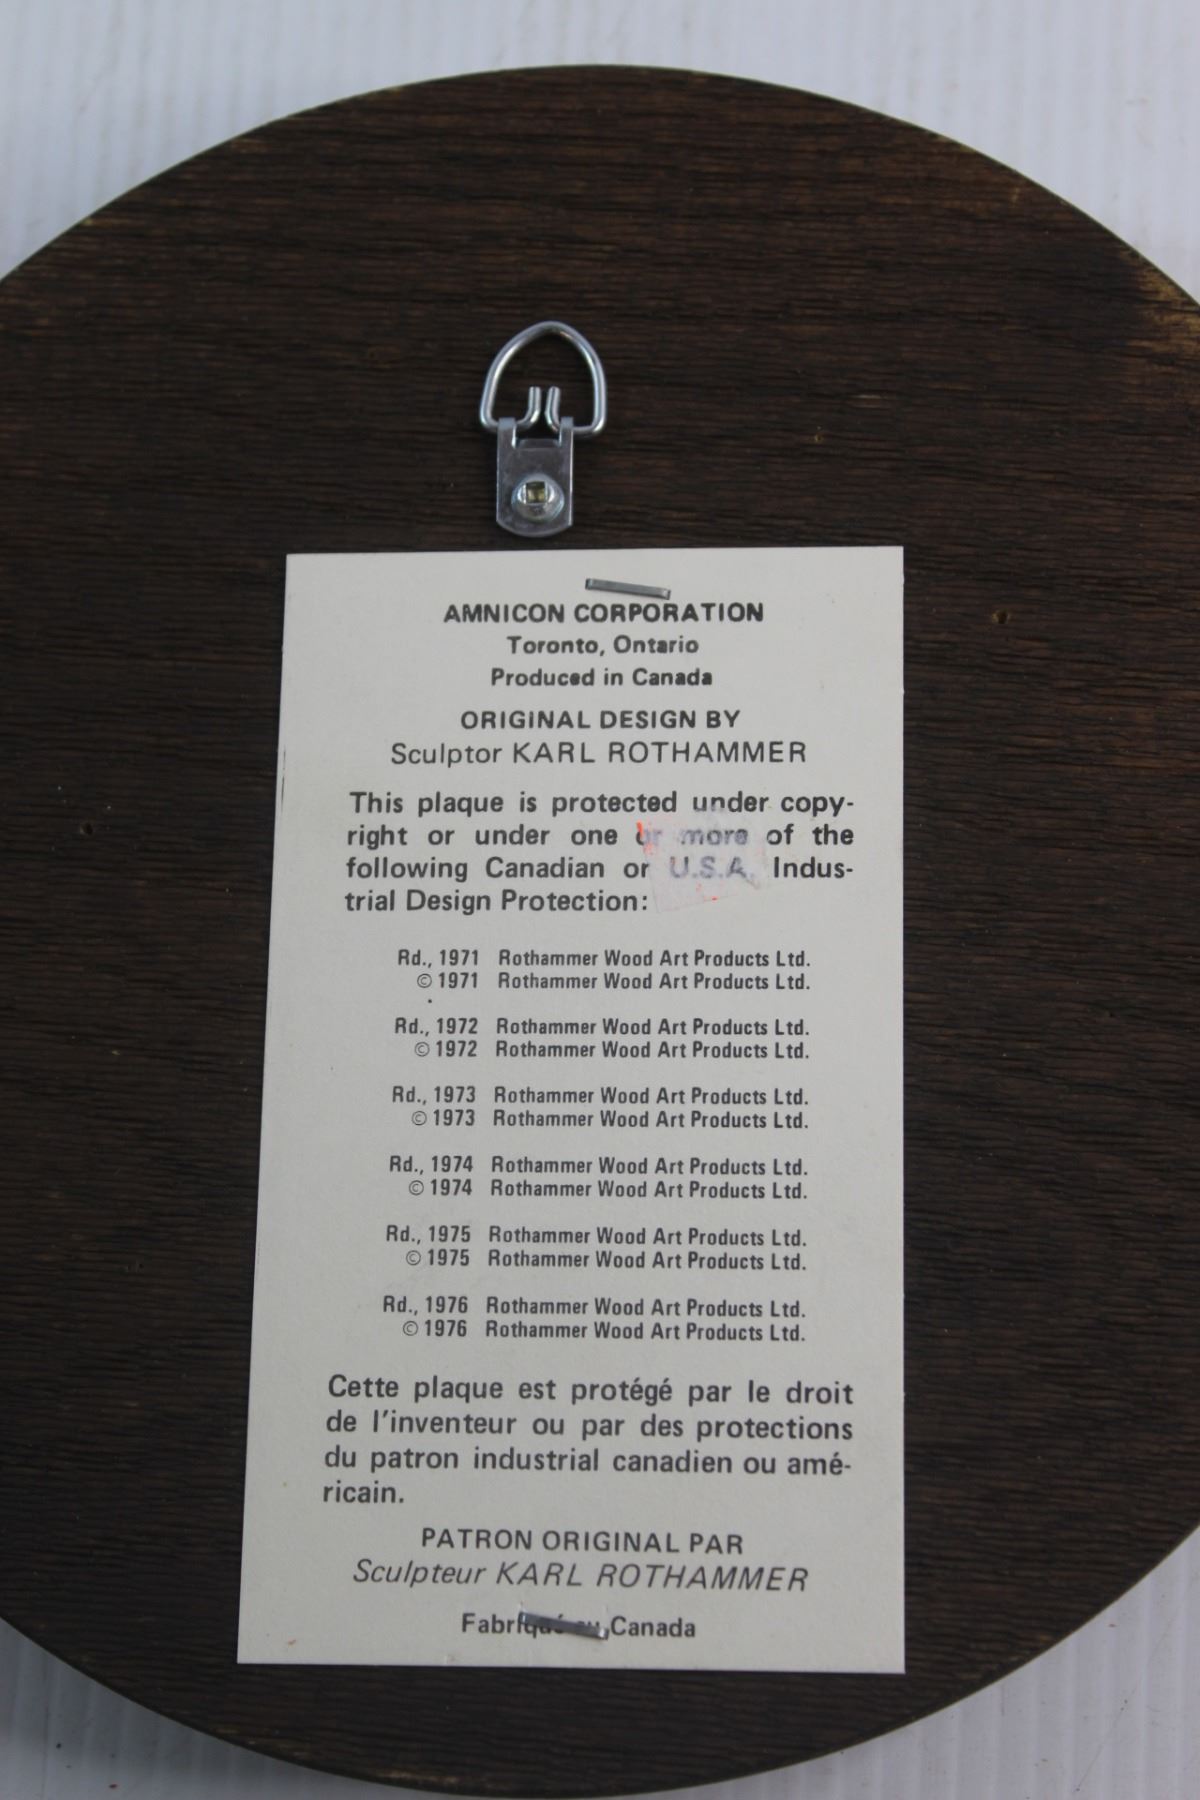 AMNICON CORPORATION
Toronto, Ontario
Produced in Canada
ORIGINAL DESIGN BY
Sculptor KARL ROTHAMMER
This plaque is protected under copy-
right or under one or more of the
following Canadian or U.S.A. Indus-
trial Design Protection:
Rd., 1971 Rothammer Wood Art Products Ltd.
© 1971 Rothammer Wood Art Products Ltd.
Rd., 1972 Rothammer Wood Art Products Ltd.
© 1972 Rothammer Wood Art Products Ltd.
Rd., 1973 Rothammer Wood Art Products Ltd.
© 1973 Rothammer Wood Art Products Ltd.
Rd., 1974 Rothammer Wood Art Products Ltd.
© 1974 Rothammer Wood Art Products Ltd.
Rd., 1975 Rothammer Wood Art Products Ltd.
© 1975 Rothammer Wood Art Products Ltd.
Rd., 1976 Rothammer Wood Art Products Ltd.
© 1976 Rothammer Wood Art Products Ltd.
Cette plaque est protégé par le droit
de l'inventeur ou par des protections
du patron industrial canadien ou amé-
ricain.
PATRON ORIGINAL PAR
Sculpteur KARL ROTHAMMER
Fabriqué au Canada